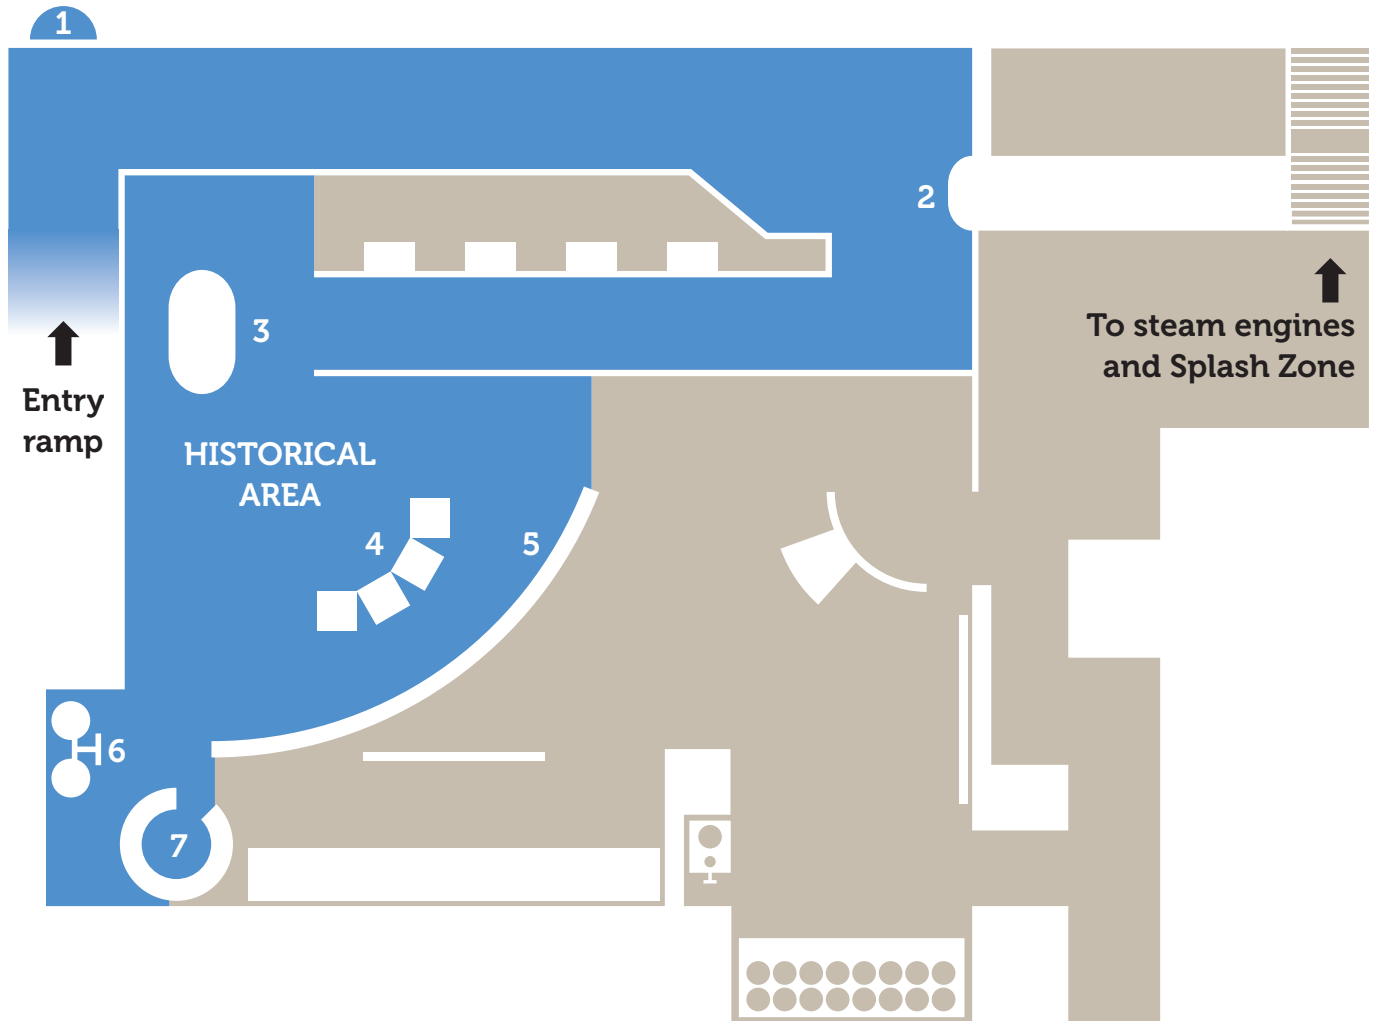 1
2
3
To steam engines
and Splash Zone
Entry
ramp
HISTORICAL
AREA
4
5
6
7